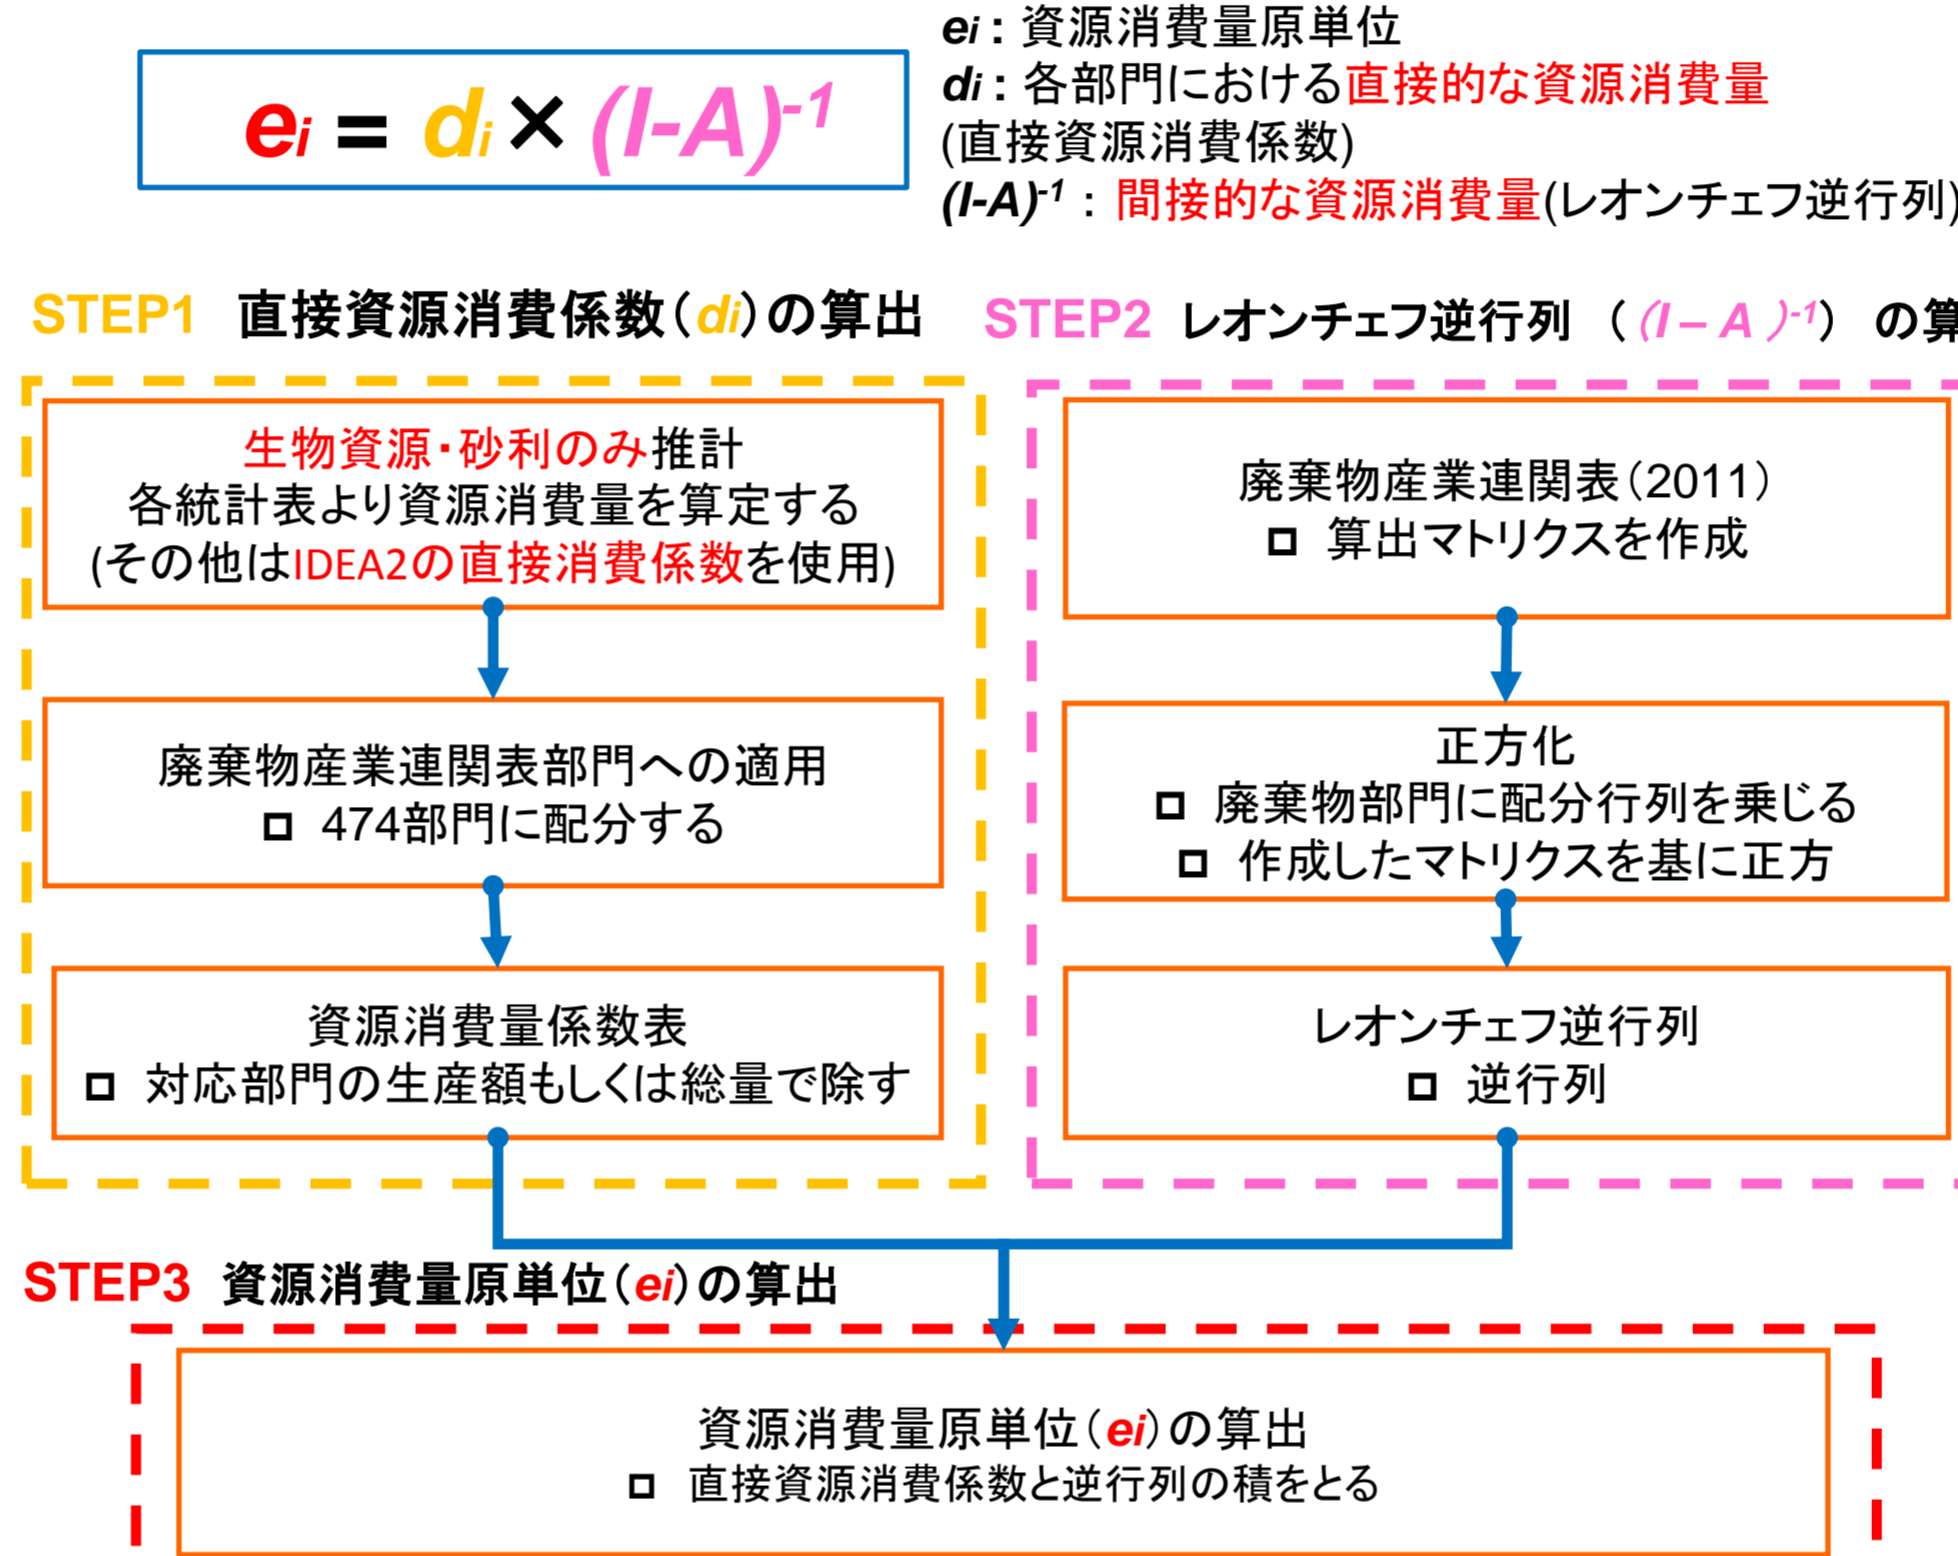 ei = di × (I-A)-1
ei : 資源消費量原単位
di : 各部門における直接的な資源消費量
(直接資源消費係数)
(I-A)-1 : 間接的な資源消費量(レオンチェフ逆行列)
STEP1 直接資源消費係数(di)の算出
生物資源・砂利のみ推計
各統計表より資源消費量を算定する
(その他はIDEA2の直接消費係数を使用)
廃棄物産業連関表部門への適用
474部門に配分する
資源消費量係数表
対応部門の生産額もしくは総量で除す
STEP2 レオンチェフ逆行列 ( (I – A )-1) の算
廃棄物産業連関表(2011)
算出マトリクスを作成
正方化
廃棄物部門に配分行列を乗じる
作成したマトリクスを基に正方
レオンチェフ逆行列
逆行列
STEP3 資源消費量原単位(ei)の算出
資源消費量原単位(ei)の算出
直接資源消費係数と逆行列の積をとる